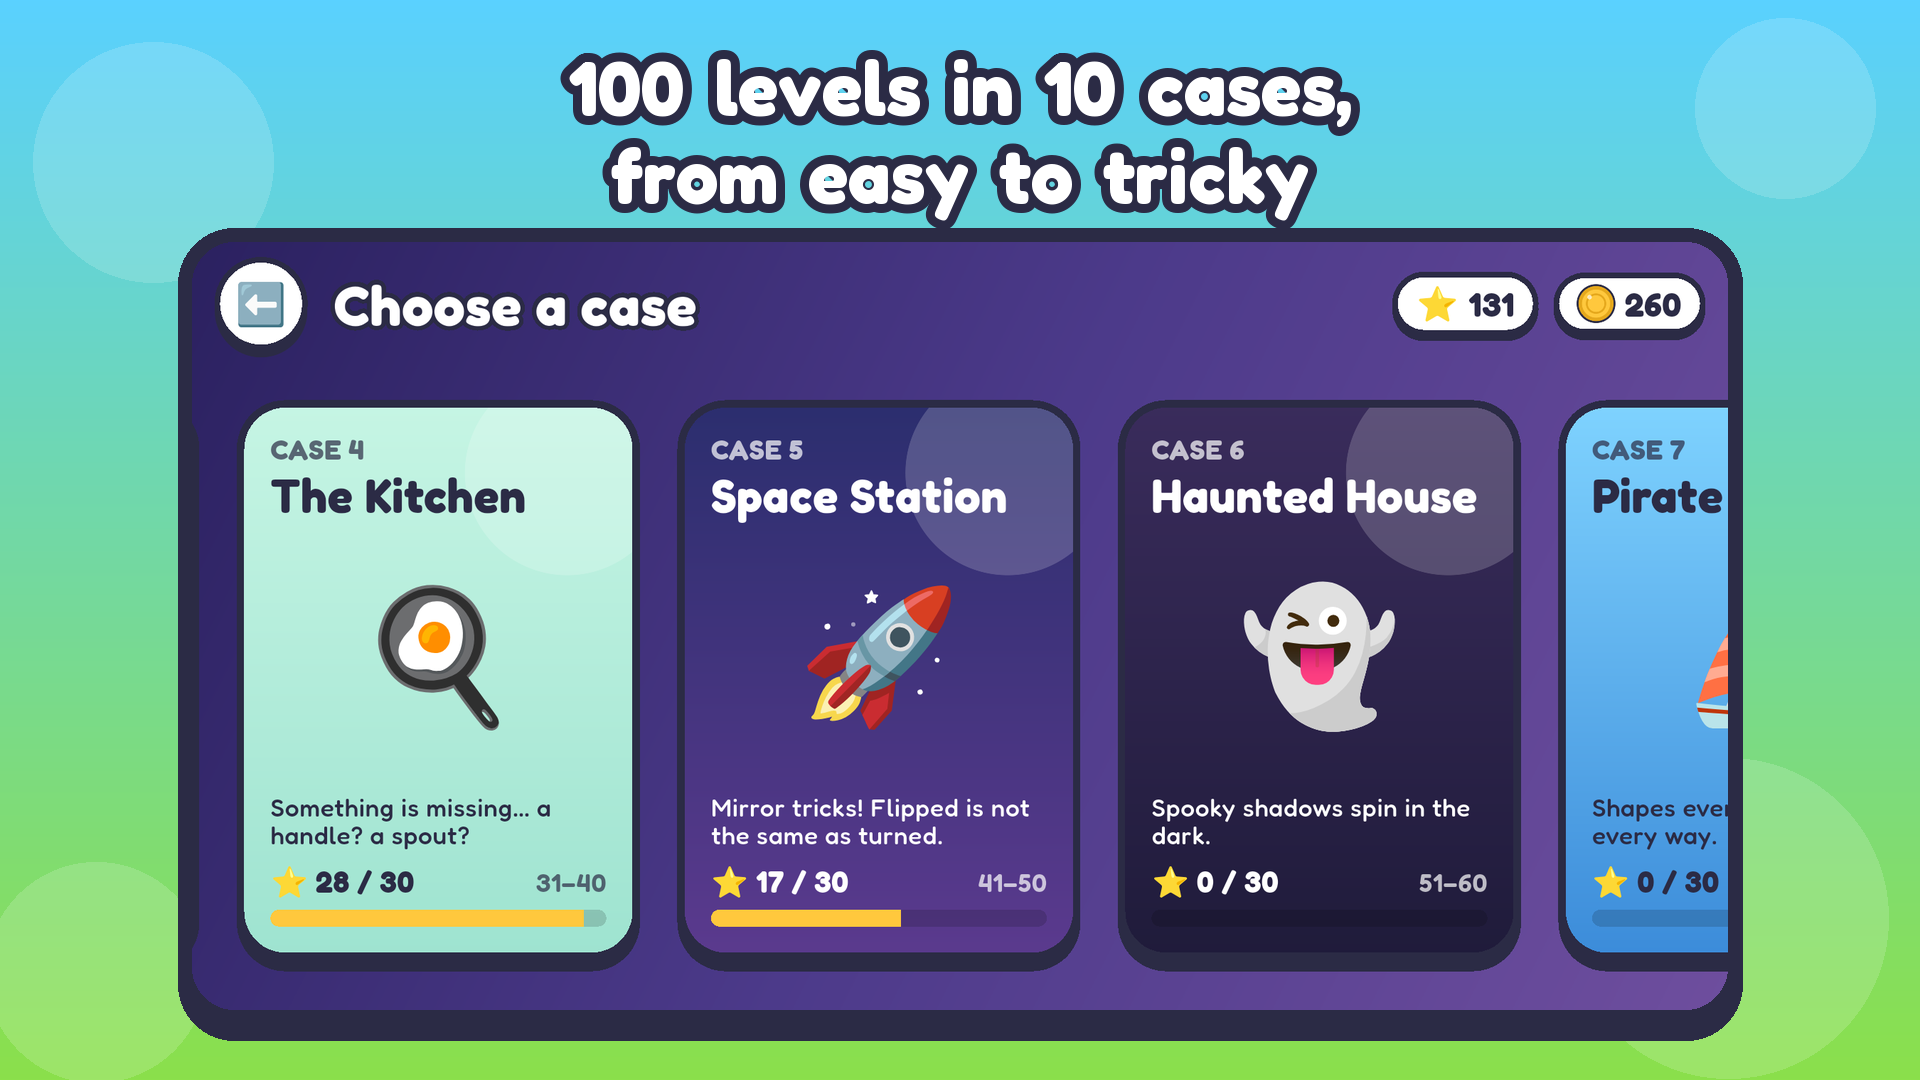 100 levels in 10 cases,
from easy to tricky
Choose a case
131
260
CASE 4
The Kitchen
Something is missing... a
handle? a spout?
28 / 30
31–40
CASE 5
Space Station
Mirror tricks! Flipped is not
the same as turned.
17 / 30
41–50
CASE 6
Haunted House
Spooky shadows spin in the
dark.
0 / 30
51–60
CASE 7
Pirate
Shapes
every way.
0 / 30